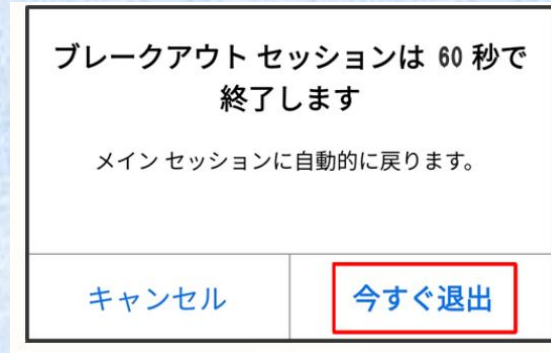 ブレークアウト セッションは 60 秒で
終了します
メイン セッションに自動的に戻ります。
キャンセル
今すぐ退出